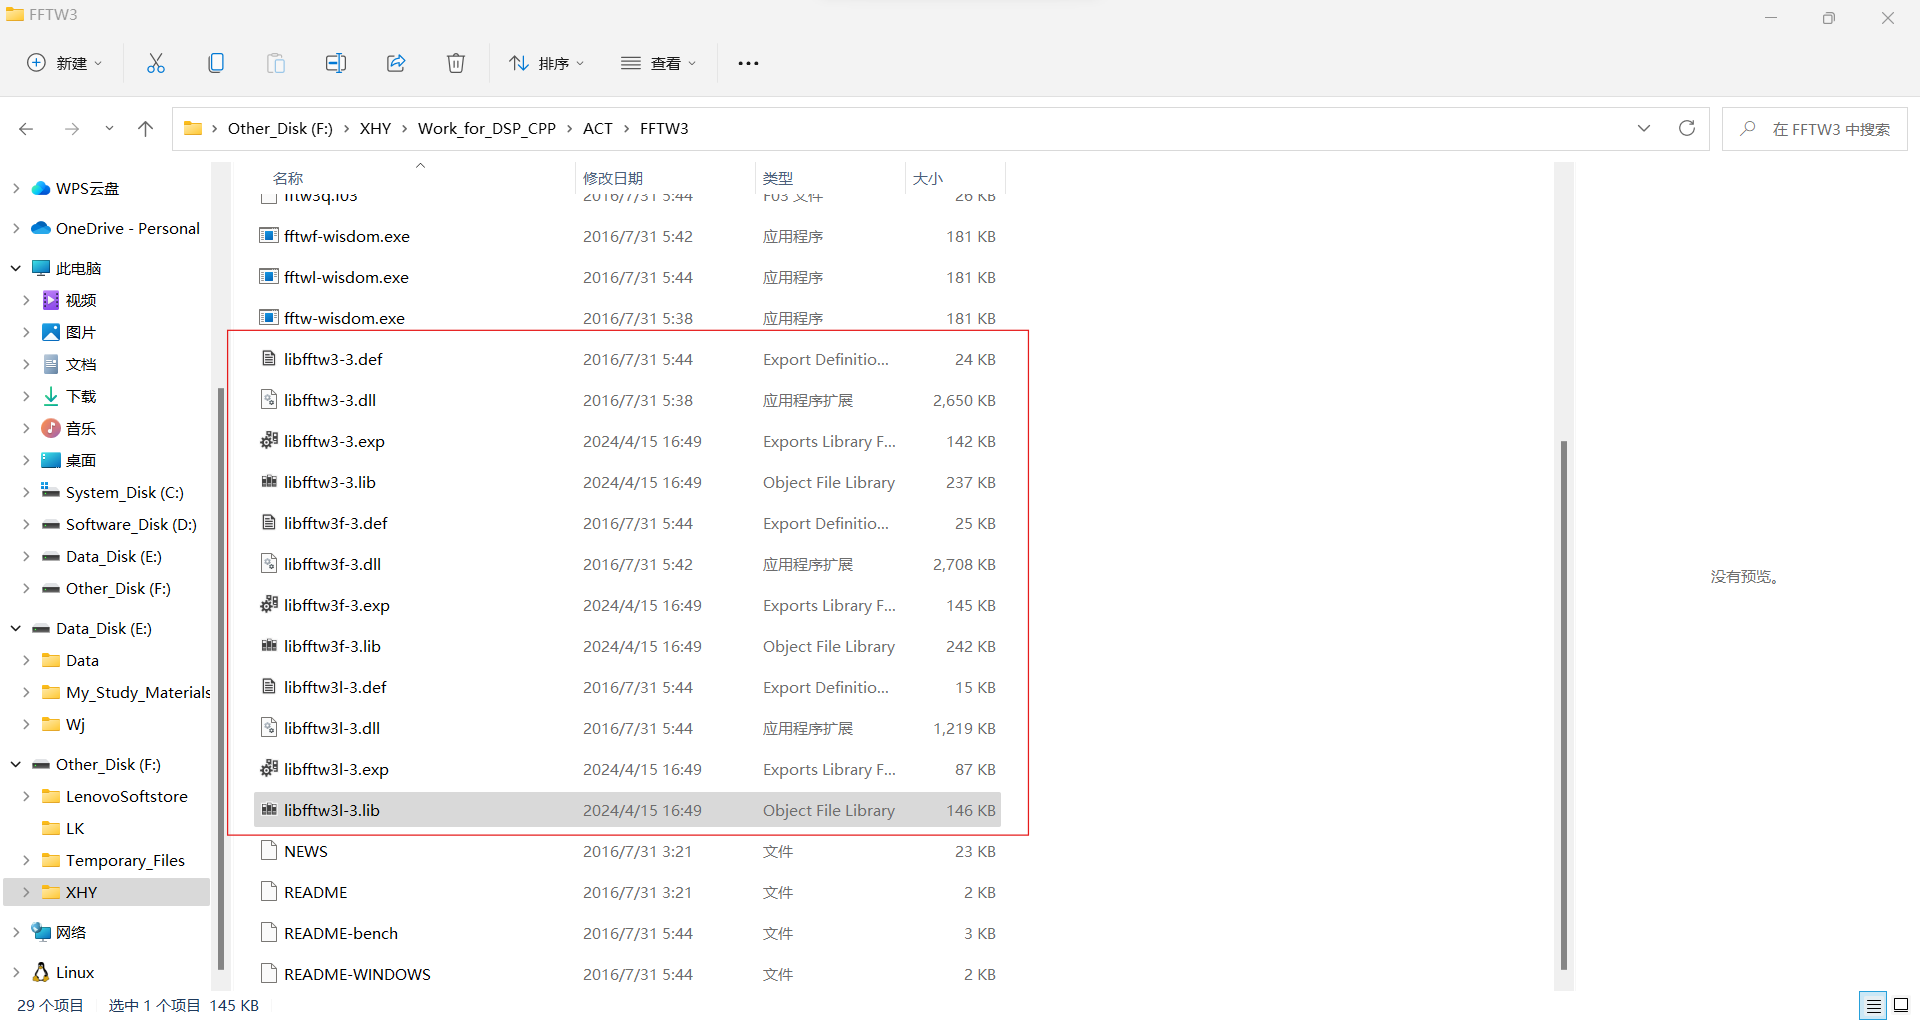 FFTW3
新建
排序
查看
Other_Disk (F:) › XHY › Work_for_DSP_CPP › ACT › FFTW3
在 FFTW3 中搜索
WPS云盘
OneDrive - Personal
此电脑
视频
图片
文档
下载
音乐
桌面
System_Disk (C:)
Software_Disk (D:)
Data_Disk (E:)
Other_Disk (F:)
Data_Disk (E:)
Data
My_Study_Materials
Wj
Other_Disk (F:)
LenovoSoftstore
LK
Temporary_Files
XHY
网络
Linux
名称 修改日期 类型 大小
fftw3q.f03 2016/7/31 5:44 F03 文件 26 KB
fftwf-wisdom.exe 2016/7/31 5:42 应用程序 181 KB
fftwl-wisdom.exe 2016/7/31 5:44 应用程序 181 KB
fftw-wisdom.exe 2016/7/31 5:38 应用程序 181 KB
libfftw3-3.def 2016/7/31 5:44 Export Definitio... 24 KB
libfftw3-3.dll 2016/7/31 5:38 应用程序扩展 2,650 KB
libfftw3-3.exp 2024/4/15 16:49 Exports Library F... 142 KB
libfftw3-3.lib 2024/4/15 16:49 Object File Library 237 KB
libfftw3f-3.def 2016/7/31 5:44 Export Definitio... 25 KB
libfftw3f-3.dll 2016/7/31 5:42 应用程序扩展 2,708 KB
libfftw3f-3.exp 2024/4/15 16:49 Exports Library F... 145 KB
libfftw3f-3.lib 2024/4/15 16:49 Object File Library 242 KB
libfftw3l-3.def 2016/7/31 5:44 Export Definitio... 15 KB
libfftw3l-3.dll 2016/7/31 5:44 应用程序扩展 1,219 KB
libfftw3l-3.exp 2024/4/15 16:49 Exports Library F... 87 KB
libfftw3l-3.lib 2024/4/15 16:49 Object File Library 146 KB
NEWS 2016/7/31 3:21 文件 23 KB
README 2016/7/31 3:21 文件 2 KB
README-bench 2016/7/31 5:44 文件 3 KB
README-WINDOWS 2016/7/31 5:44 文件 2 KB
没有预览。
29 个项目 选中 1 个项目 145 KB